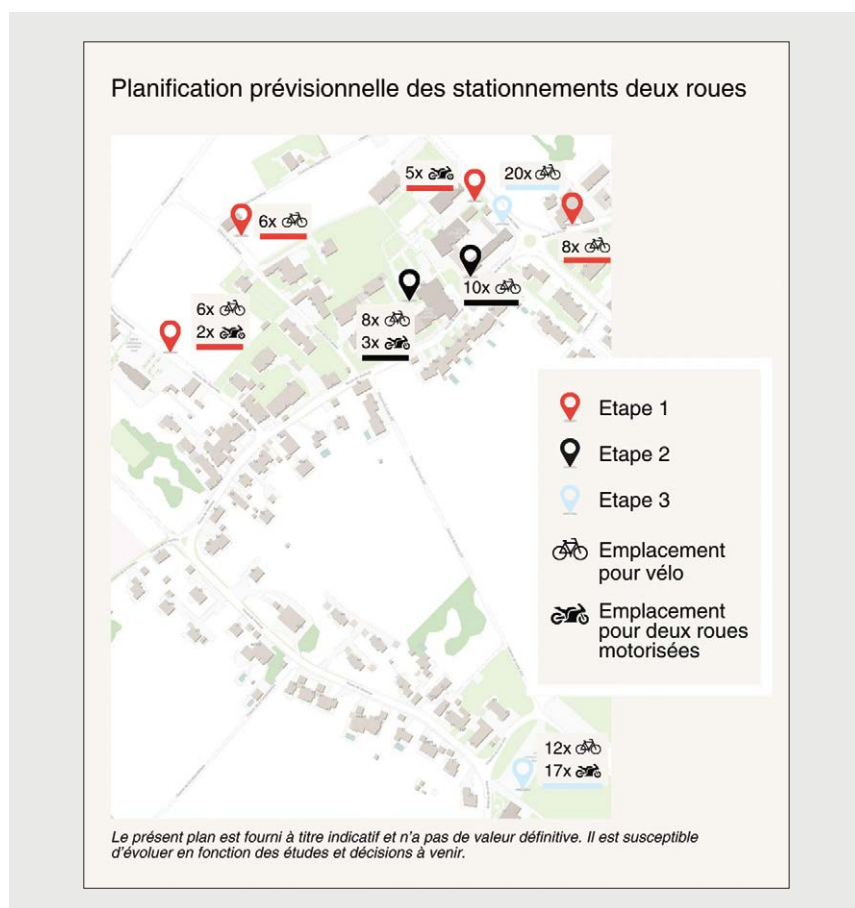 Planification prévisionnelle des stationnements deux roues
5x
20x
6x
8x
10x
6x
2x
8x
3x
Etape 1
Etape 2
Etape 3
Emplacement
pour vélo
Emplacement
pour deux roues
motorisées
12x
17x
Le présent plan est fourni à titre indicatif et n'a pas de valeur définitive. Il est susceptible
d'évoluer en fonction des études et décisions à venir.